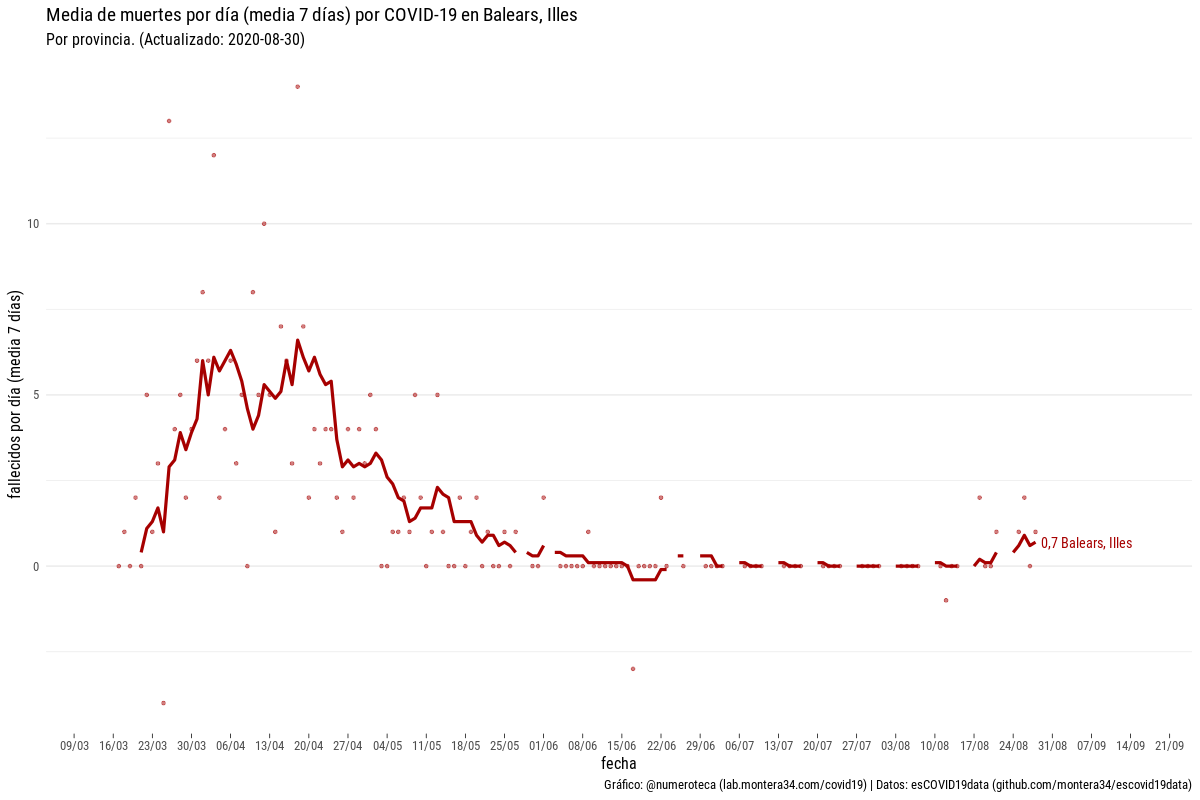 Media de muertes por día (media 7 días) por COVID-19 en Balears, Illes
Por provincia. (Actualizado: 2020-08-30)
fallecidos por día (media 7 días)
10
5
0
0,7 Balears, Illes
09/03 16/03 23/03 30/03 06/04 13/04 20/04 27/04 04/05 11/05 18/05 25/05 01/06 08/06 15/06 22/06 29/06 06/07 13/07 20/07 27/07 03/08 10/08 17/08 24/08 31/08 07/09 14/09 21/09
fecha
Gráfico: @numeroteca (lab.montera34.com/covid19) | Datos: esCOVID19data (github.com/montera34/escovid19data)